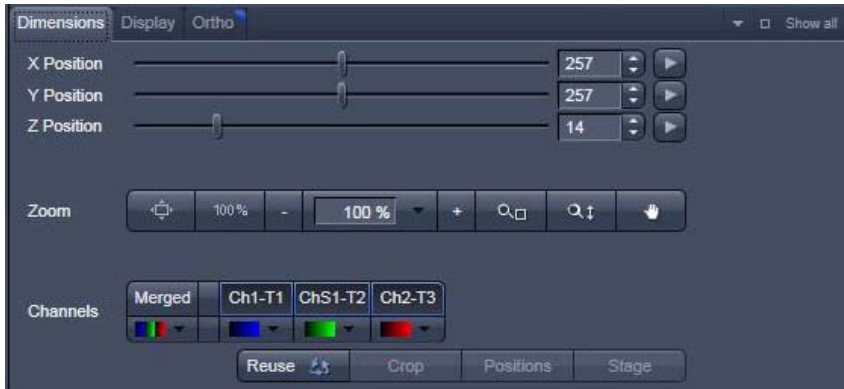 Dimensions Display Ortho Show all
X Position 257
Y Position 257
Z Position 14
Zoom 100% - 100 % +
Channels Merged Ch1-T1 ChS1-T2 Ch2-T3
Reuse Crop Positions Stage